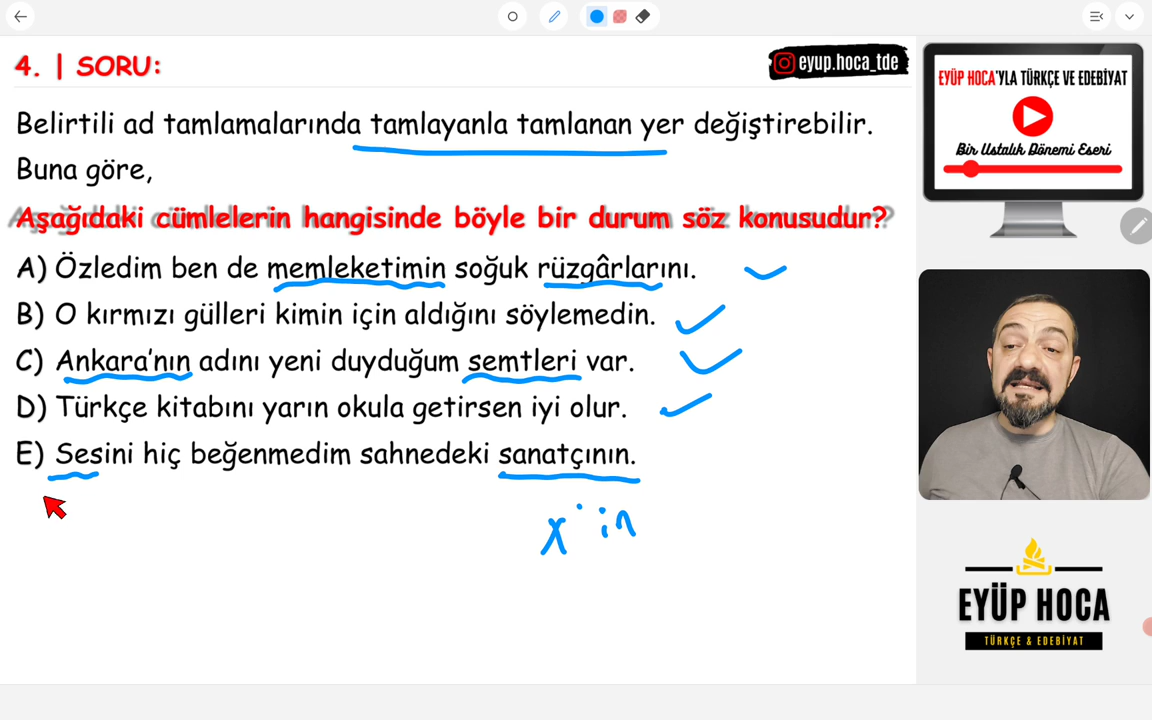 4. | SORU:
eyup.hoca_tde
Belirtili ad tamlamalarında tamlayanla tamlanan yer değiştirebilir.
Buna göre,
Aşağıdaki cümlelerin hangisinde böyle bir durum söz konusudur?
A) Özledim ben de memleketimin soğuk rüzgârlarını.
B) O kırmızı gülleri kimin için aldığını söylemedin.
C) Ankara'nın adını yeni duyduğum semtleri var.
D) Türkçe kitabını yarın okula getirsen iyi olur.
E) Sesini hiç beğenmedim sahnedeki sanatçının.
X'in
EYÜP HOCA'YLA TÜRKÇE VE EDEBİYAT
Bir Ustalık Dönemi Eseri
EYÜP HOCA
TÜRKÇE & EDEBİYAT